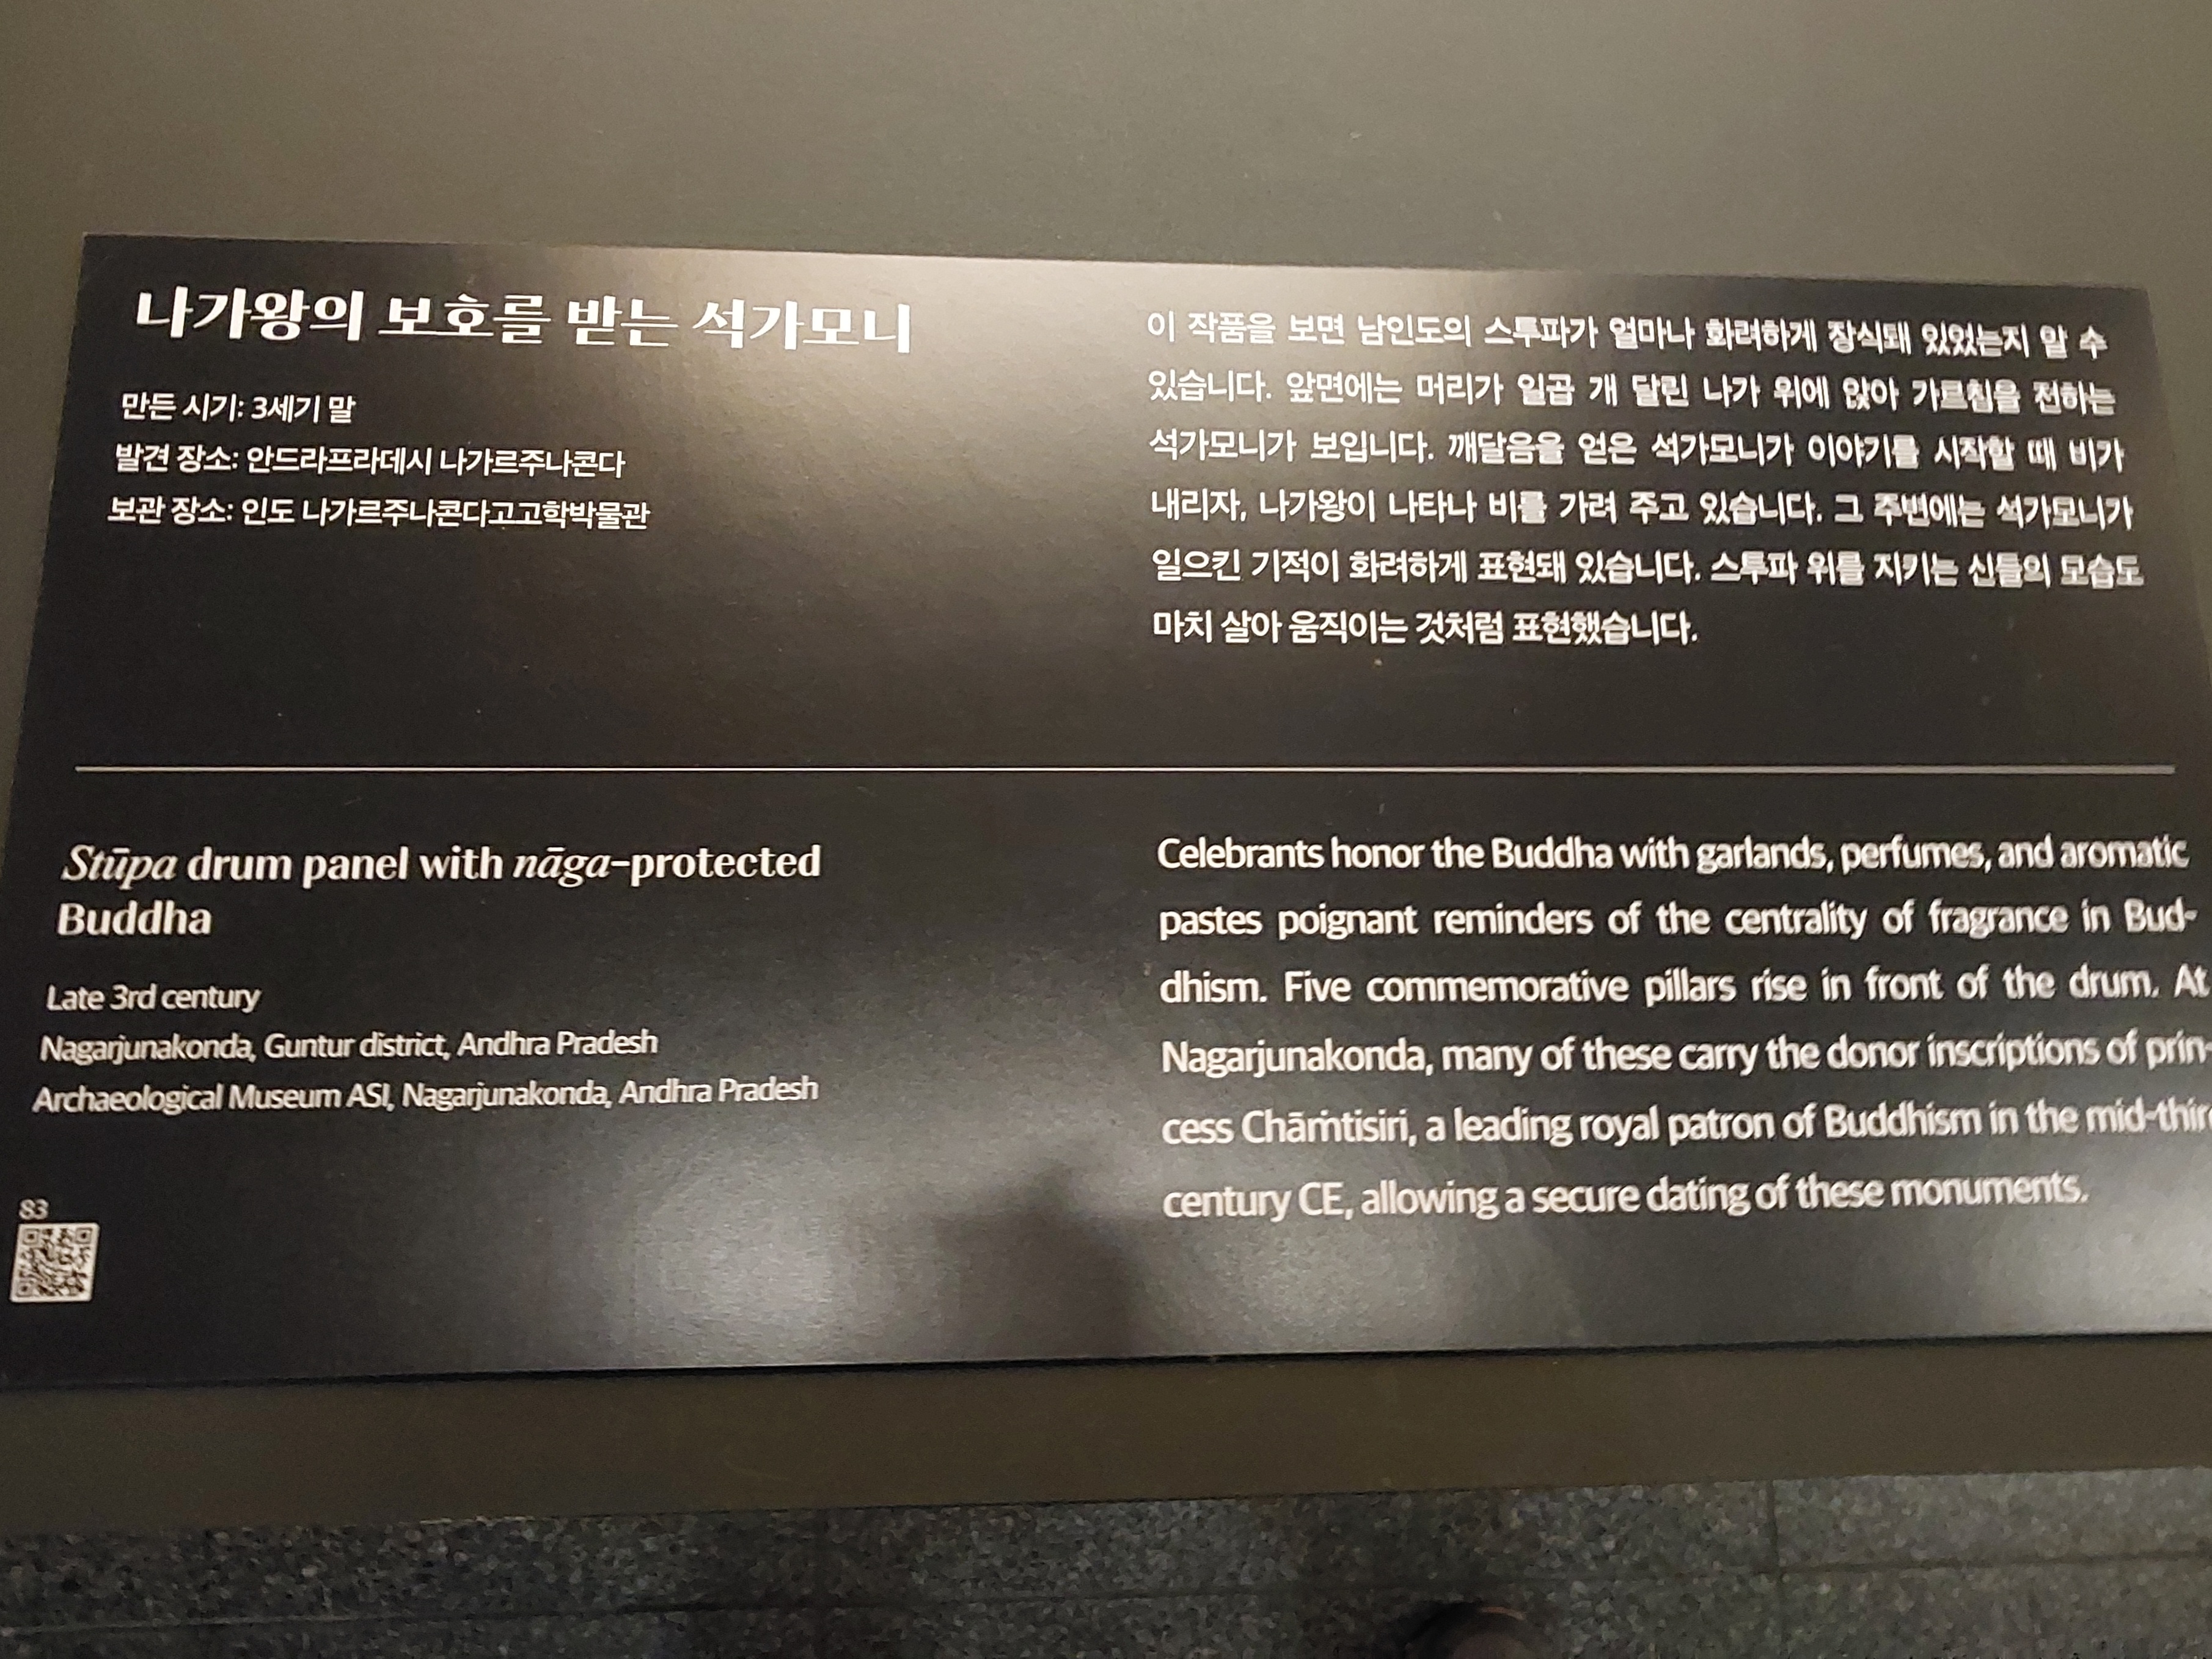 나가왕의 보호를 받는 석가모니
만든 시기: 3세기 말
발견 장소: 안드라프라데시 나가르주나콘다
보관 장소: 인도 나가르주나콘다고고학박물관
이 작품을 보면 남인도의 스투파가 얼마나 화려하게 장식돼 있었는지 알 수
있습니다. 앞면에는 머리가 일곱 개 달린 나가 위에 앉아 가르침을 전하는
석가모니가 보입니다. 깨달음을 얻은 석가모니가 이야기를 시작할 때 비가
내리자, 나가왕이 나타나 비를 가려 주고 있습니다. 그 주변에는 석가모니가
일으킨 기적이 화려하게 표현돼 있습니다. 스투파 위를 지키는 신들의 모습도
마치 살아 움직이는 것처럼 표현했습니다.
Stūpa drum panel with nāga-protected
Buddha
Late 3rd century
Nagarjunakonda, Guntur district, Andhra Pradesh
Archaeological Museum ASI, Nagarjunakonda, Andhra Pradesh
83
Celebrants honor the Buddha with garlands, perfumes, and aromatic
pastes poignant reminders of the centrality of fragrance in Bud-
dhism. Five commemorative pillars rise in front of the drum. At
Nagarjunakonda, many of these carry the donor inscriptions of prin-
cess Chāṁtisiri, a leading royal patron of Buddhism in the mid-thir
century CE, allowing a secure dating of these monuments.